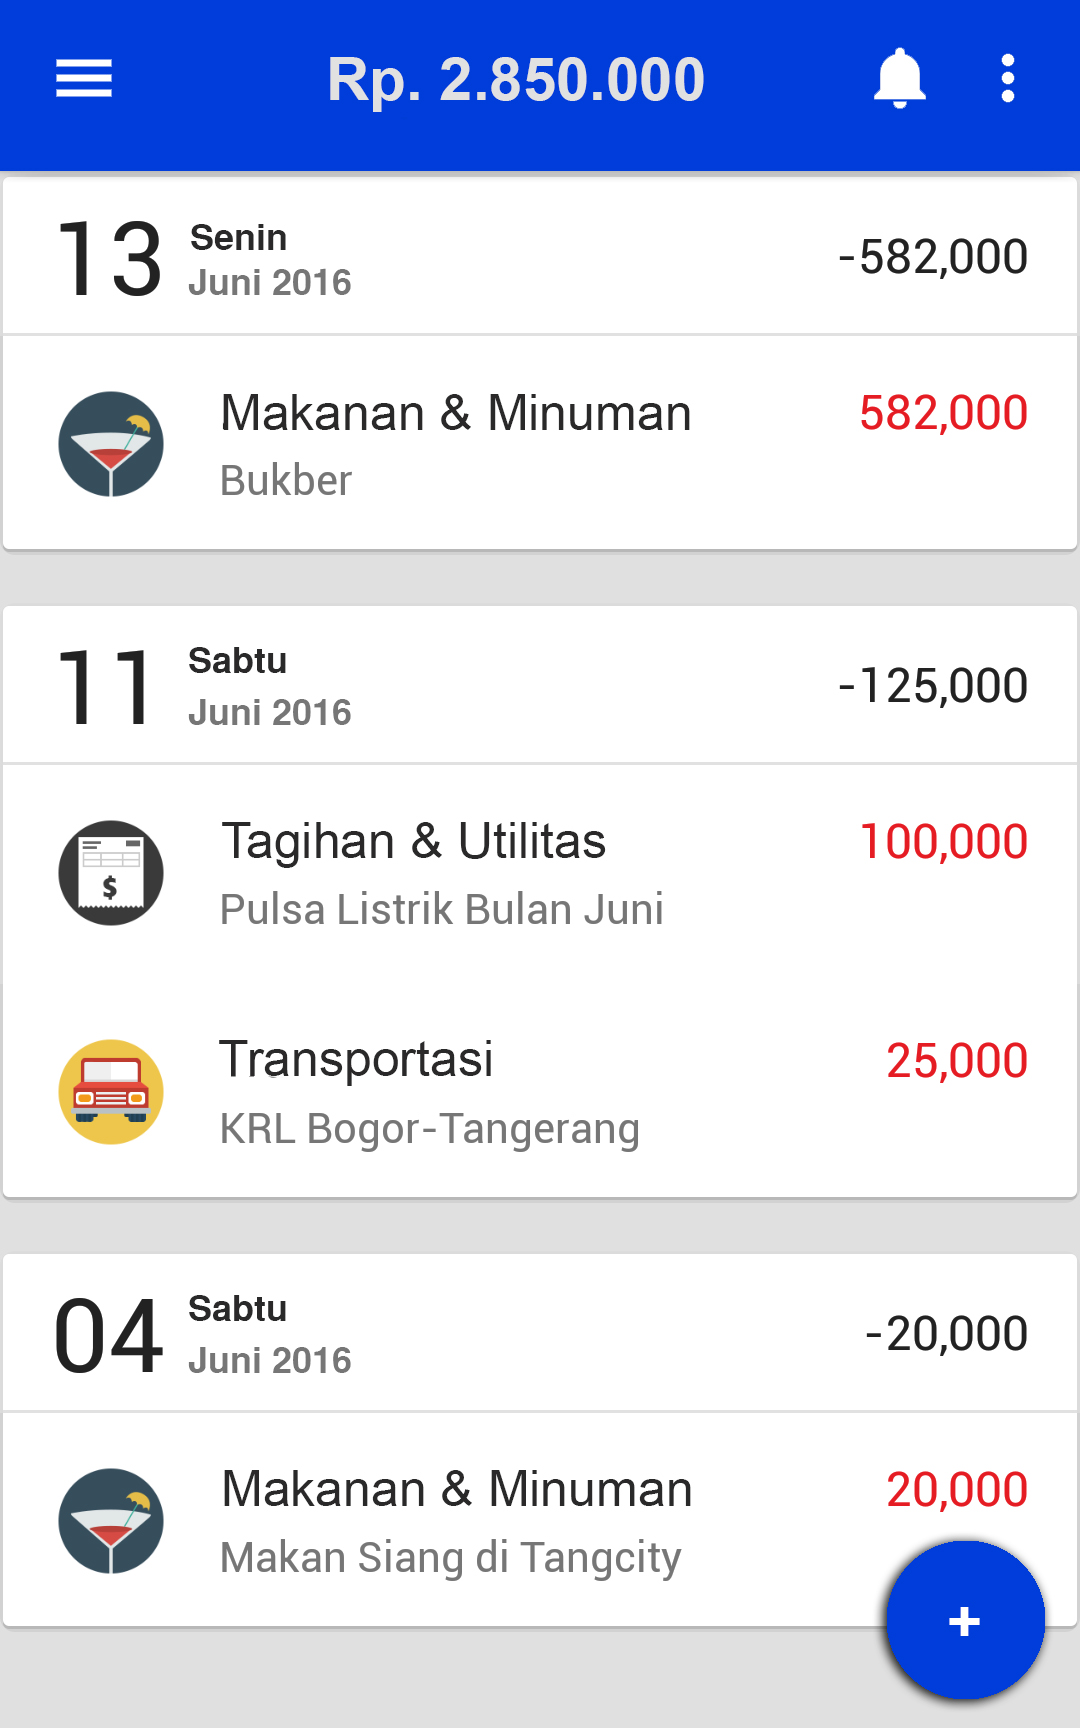 Rp. 2.850.000
13 Senin -582,000
Juni 2016
Makanan & Minuman 582,000
Bukber
11 Sabtu -125,000
Juni 2016
Tagihan & Utilitas 100,000
$
Pulsa Listrik Bulan Juni
Transportasi 25,000
KRL Bogor-Tangerang
04 Sabtu -20,000
Juni 2016
Makanan & Minuman 20,000
Makan Siang di Tangcity
+